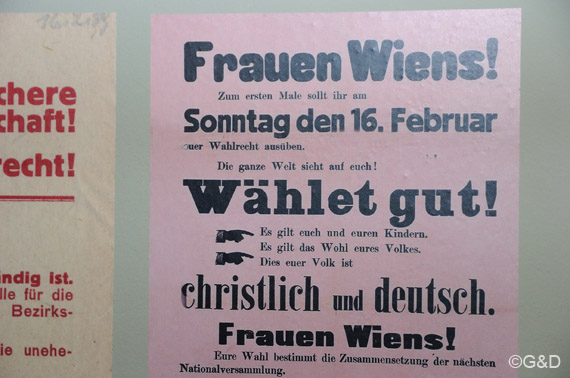 chere
chaft!
recht!
ndig ist.
lle für die
Bezirks-
ie unehe-
Frauen Wiens!
Zum ersten Male sollt ihr am
Sonntag den 16. Februar
euer Wahlrecht ausüben.
Die ganze Welt sieht auf euch!
Wählet gut!
Es gilt euch und euren Kindern.
Es gilt das Wohl eures Volkes.
Dies euer Volk ist
christlich und deutsch.
Frauen Wiens!
Eure Wahl bestimmt die Zusammensetzung der nächsten
Nationalversammlung.
©G&D